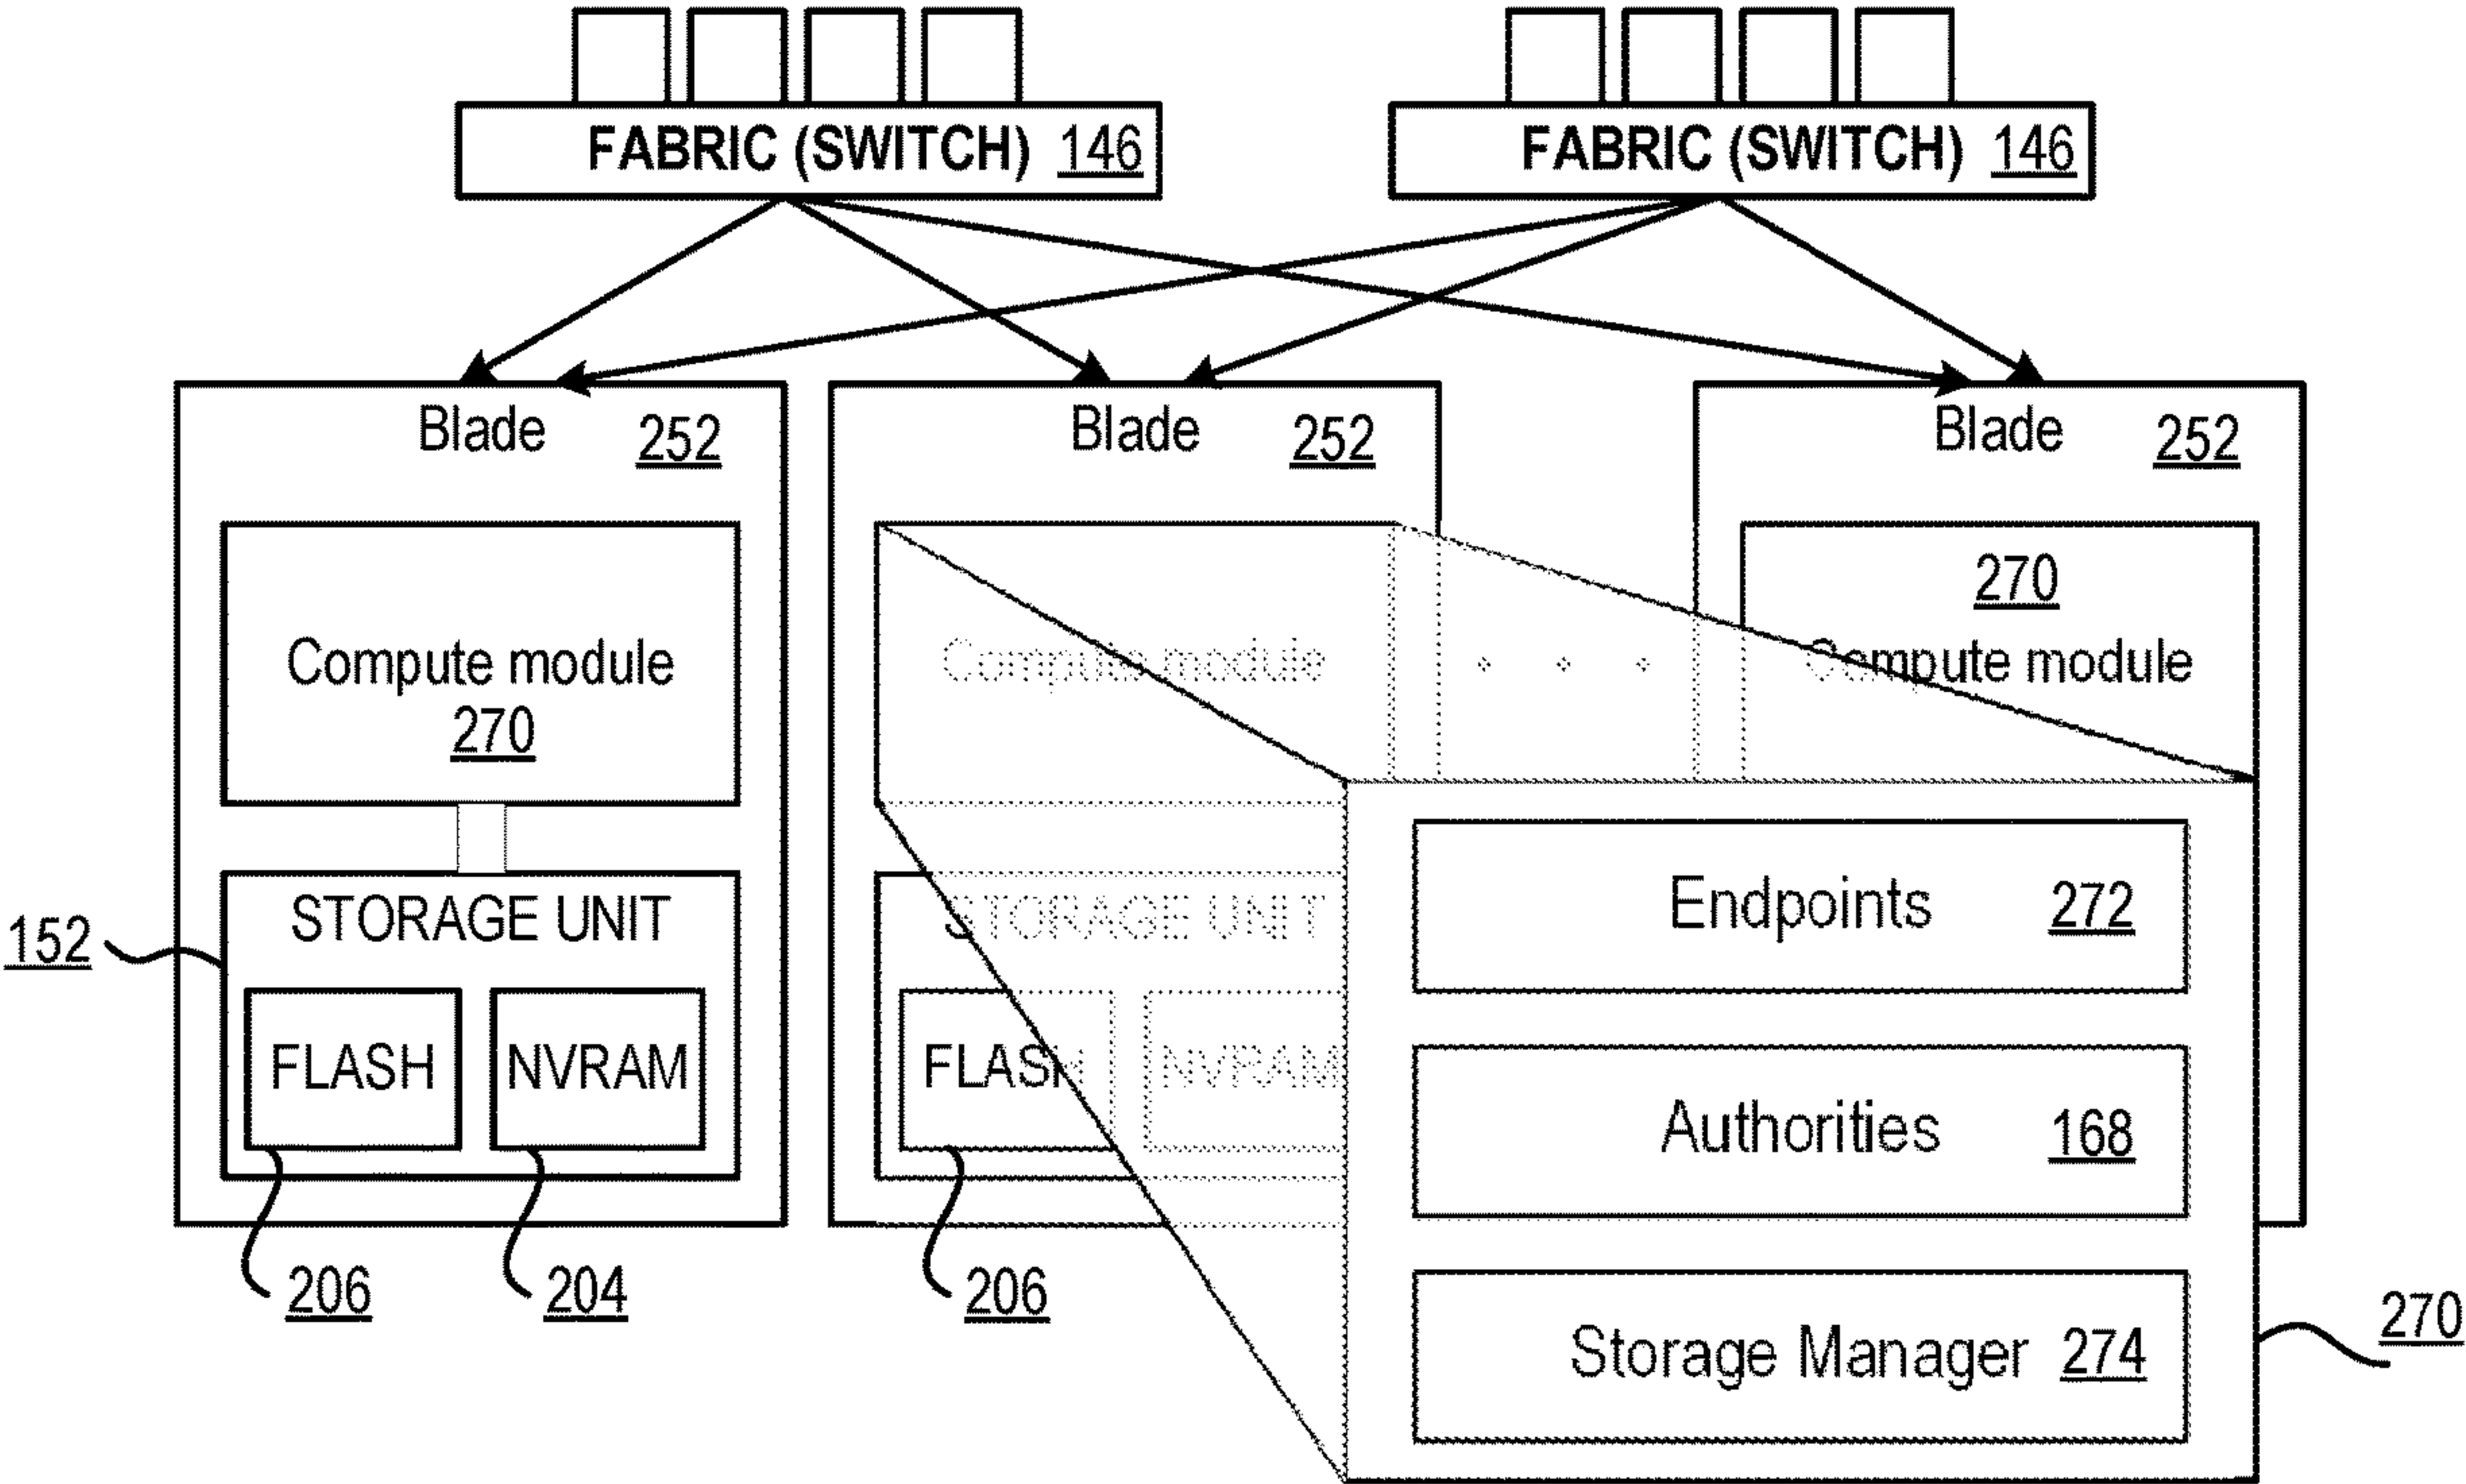 FABRIC (SWITCH) 146
FABRIC (SWITCH) 146
Blade 252
Blade 252
Blade 252
Compute module
270
Compute module
270
Compute module
STORAGE UNIT
152
FLASH
NVRAM
206
204
STORAGE UNIT
FLASH
NVRAM
206
Endpoints 272
Authorities 168
Storage Manager 274
270